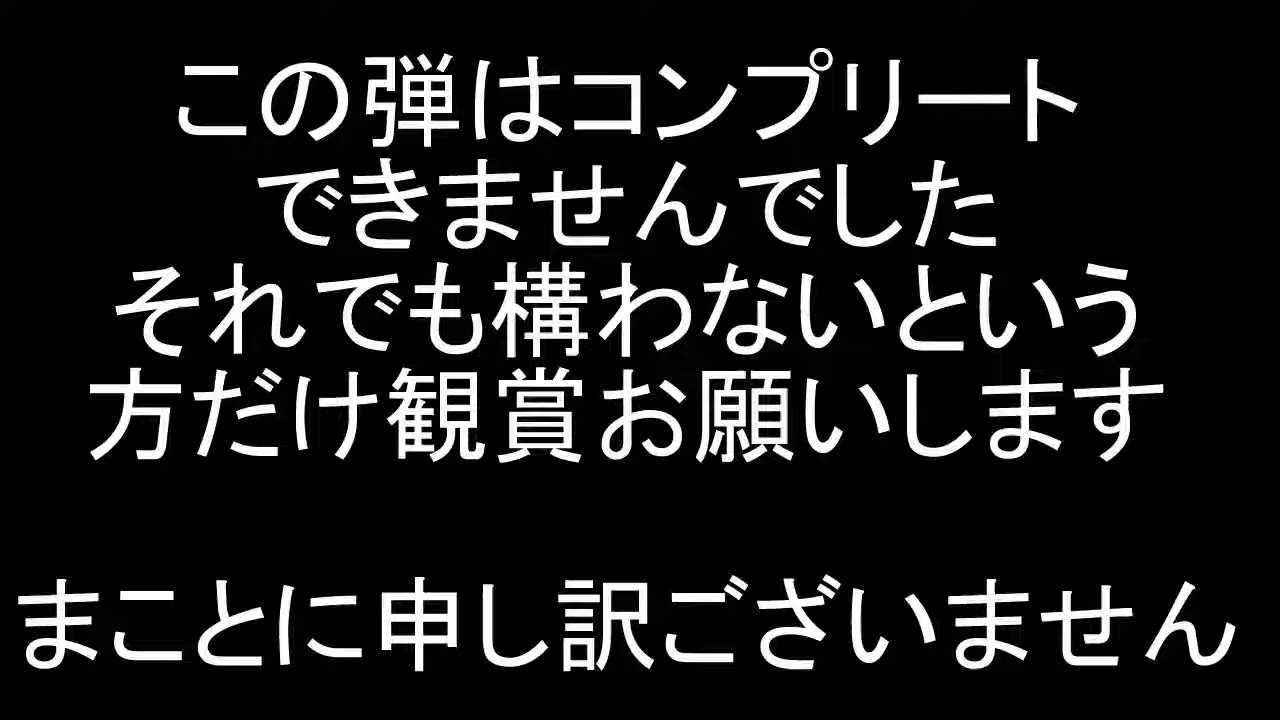 この弾はコンプリート
できませんでした
それでも構わないという
方だけ観賞お願いします
まことに申し訳ございません